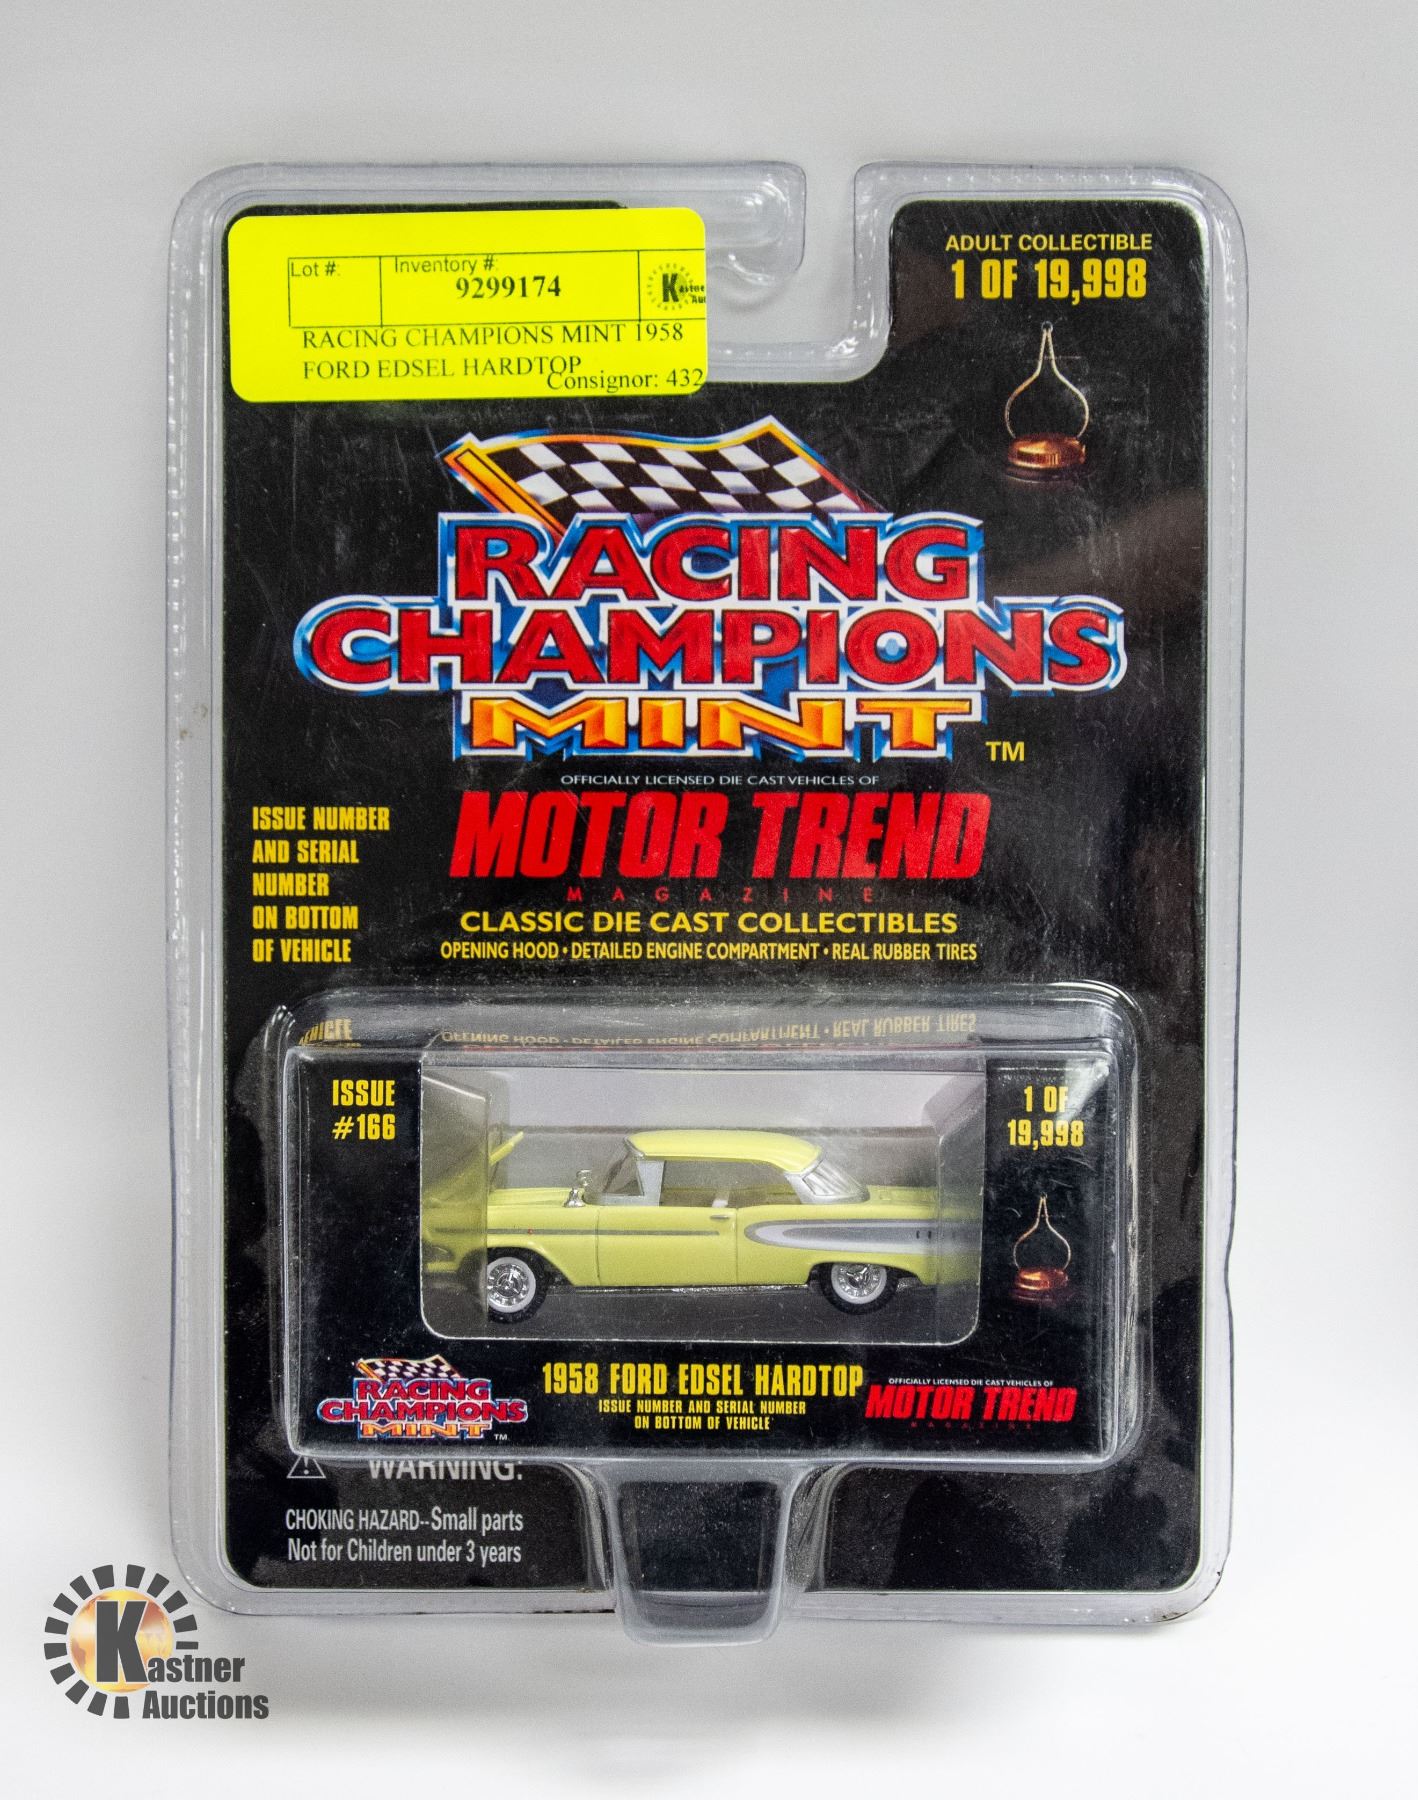 Lot #:
Inventory #:
9299174
Kastner
RACING CHAMPIONS MINT 1958
FORD EDSEL HARDTOP
Consignor: 432
ADULT COLLECTIBLE
1 OF 19,998
RACING
CHAMPIONS
MINT
TM
OFFICIALLY LICENSED DIE CAST VEHICLES OF
MOTOR TREND
MAGAZINE
CLASSIC DIE CAST COLLECTIBLES
OPENING HOOD • DETAILED ENGINE COMPARTMENT • REAL RUBBER TIRES
ISSUE NUMBER
AND SERIAL
NUMBER
ON BOTTOM
OF VEHICLE
ISSUE
#166
1 OF
19,998
RACING
CHAMPIONS
MINT
TM
1958 FORD EDSEL HARDTOP
ISSUE NUMBER AND SERIAL NUMBER
ON BOTTOM OF VEHICLE
OFFICIALLY LICENSED DIE CAST VEHICLES OF
MOTOR TREND
MAGAZINE
WARNING:
CHOKING HAZARD--Small parts
Not for Children under 3 years
Kastner
Auctions